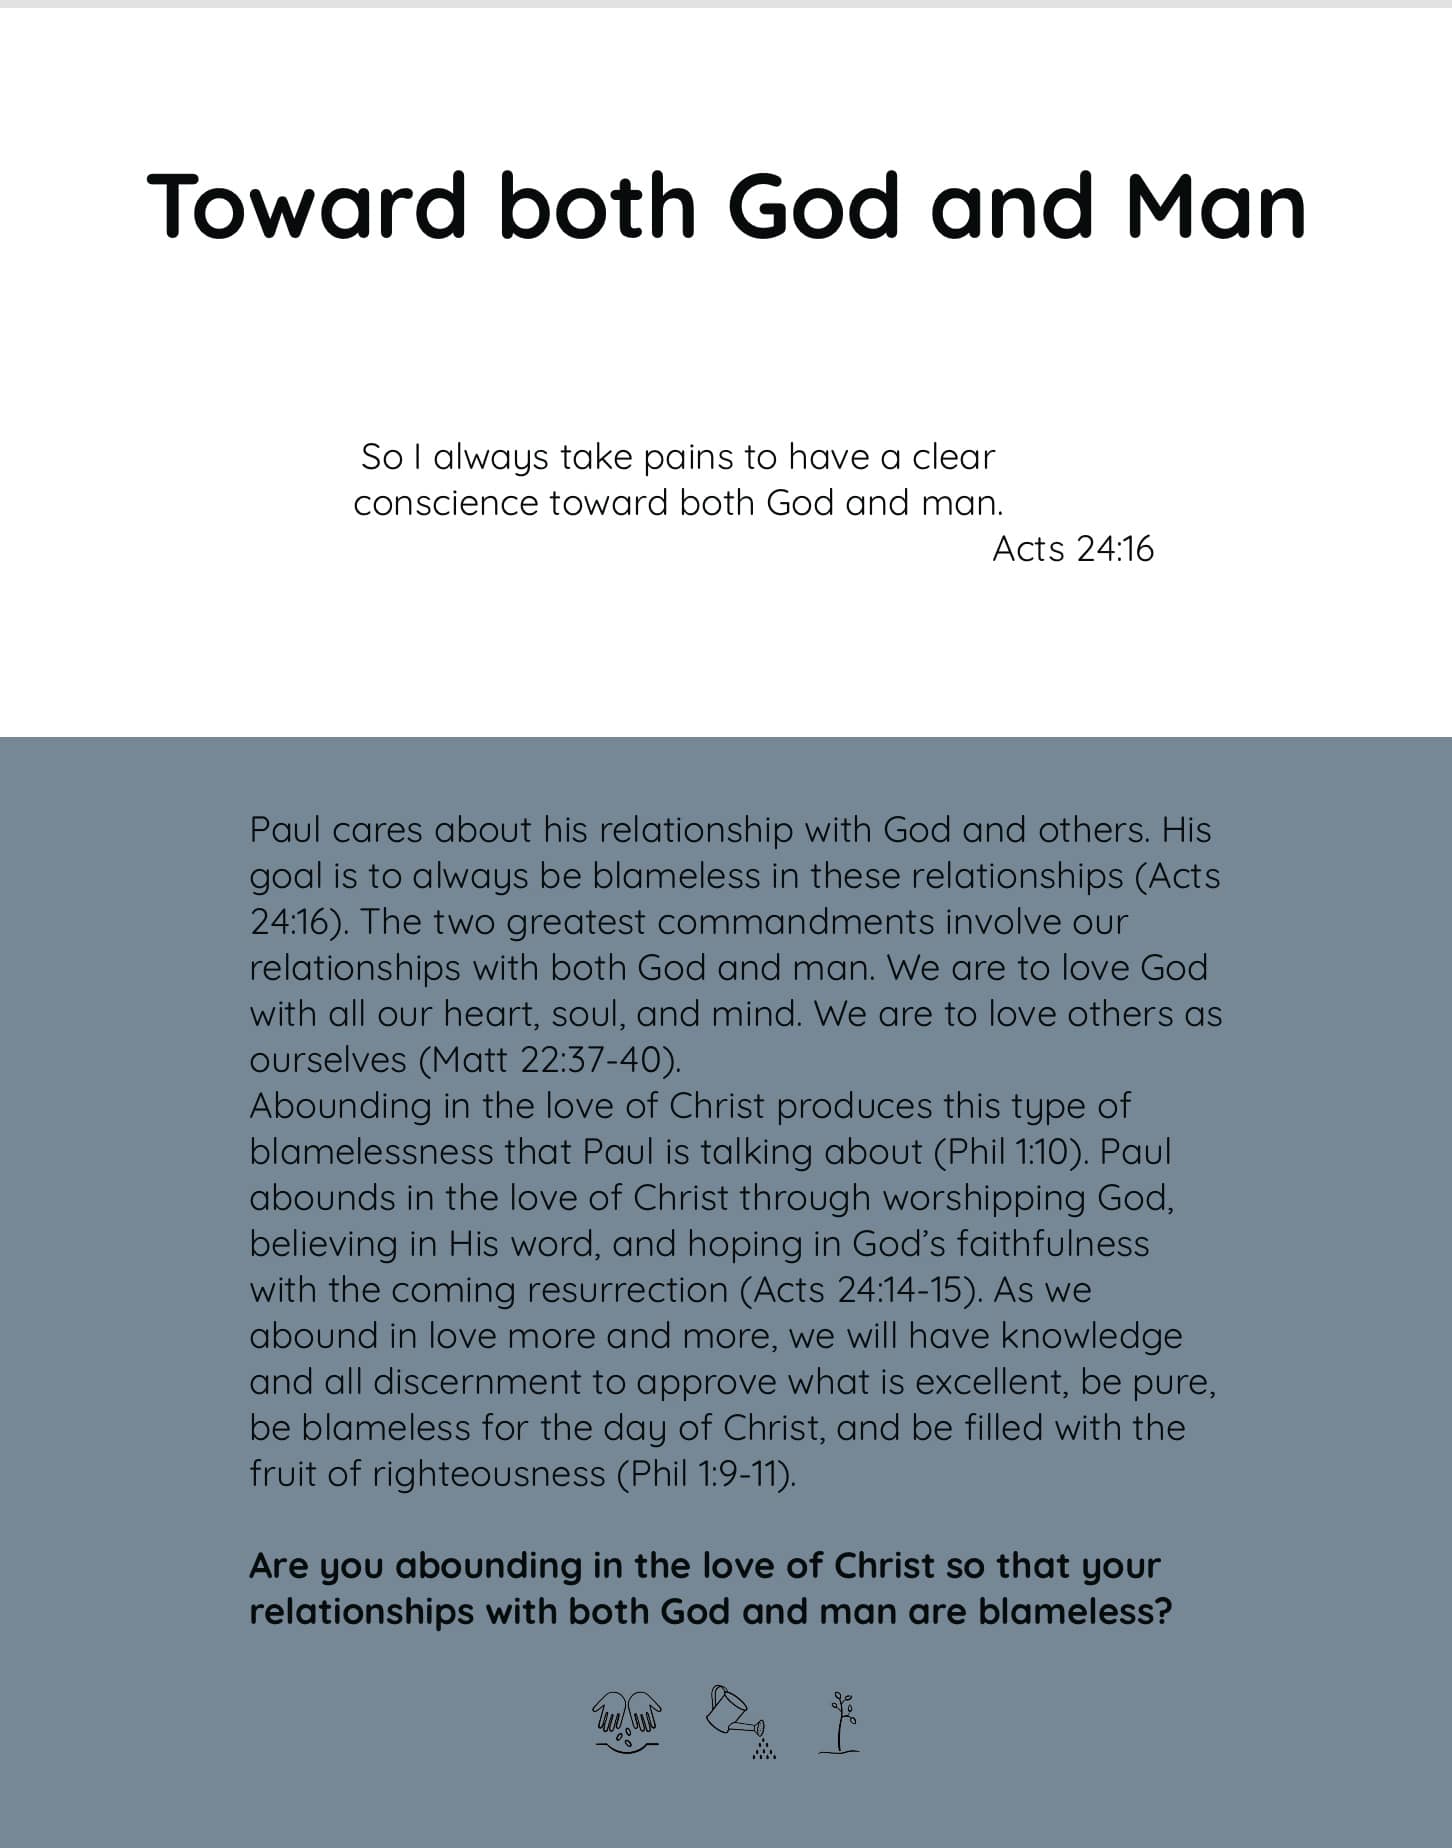 Toward both God and Man
So I always take pains to have a clear
conscience toward both God and man.
Acts 24:16
Paul cares about his relationship with God and others. His
goal is to always be blameless in these relationships (Acts
24:16). The two greatest commandments involve our
relationships with both God and man. We are to love God
with all our heart, soul, and mind. We are to love others as
ourselves (Matt 22:37-40).
Abounding in the love of Christ produces this type of
blamelessness that Paul is talking about (Phil 1:10). Paul
abounds in the love of Christ through worshipping God,
believing in His word, and hoping in God’s faithfulness
with the coming resurrection (Acts 24:14-15). As we
abound in love more and more, we will have knowledge
and all discernment to approve what is excellent, be pure,
be blameless for the day of Christ, and be filled with the
fruit of righteousness (Phil 1:9-11).
Are you abounding in the love of Christ so that your
relationships with both God and man are blameless?